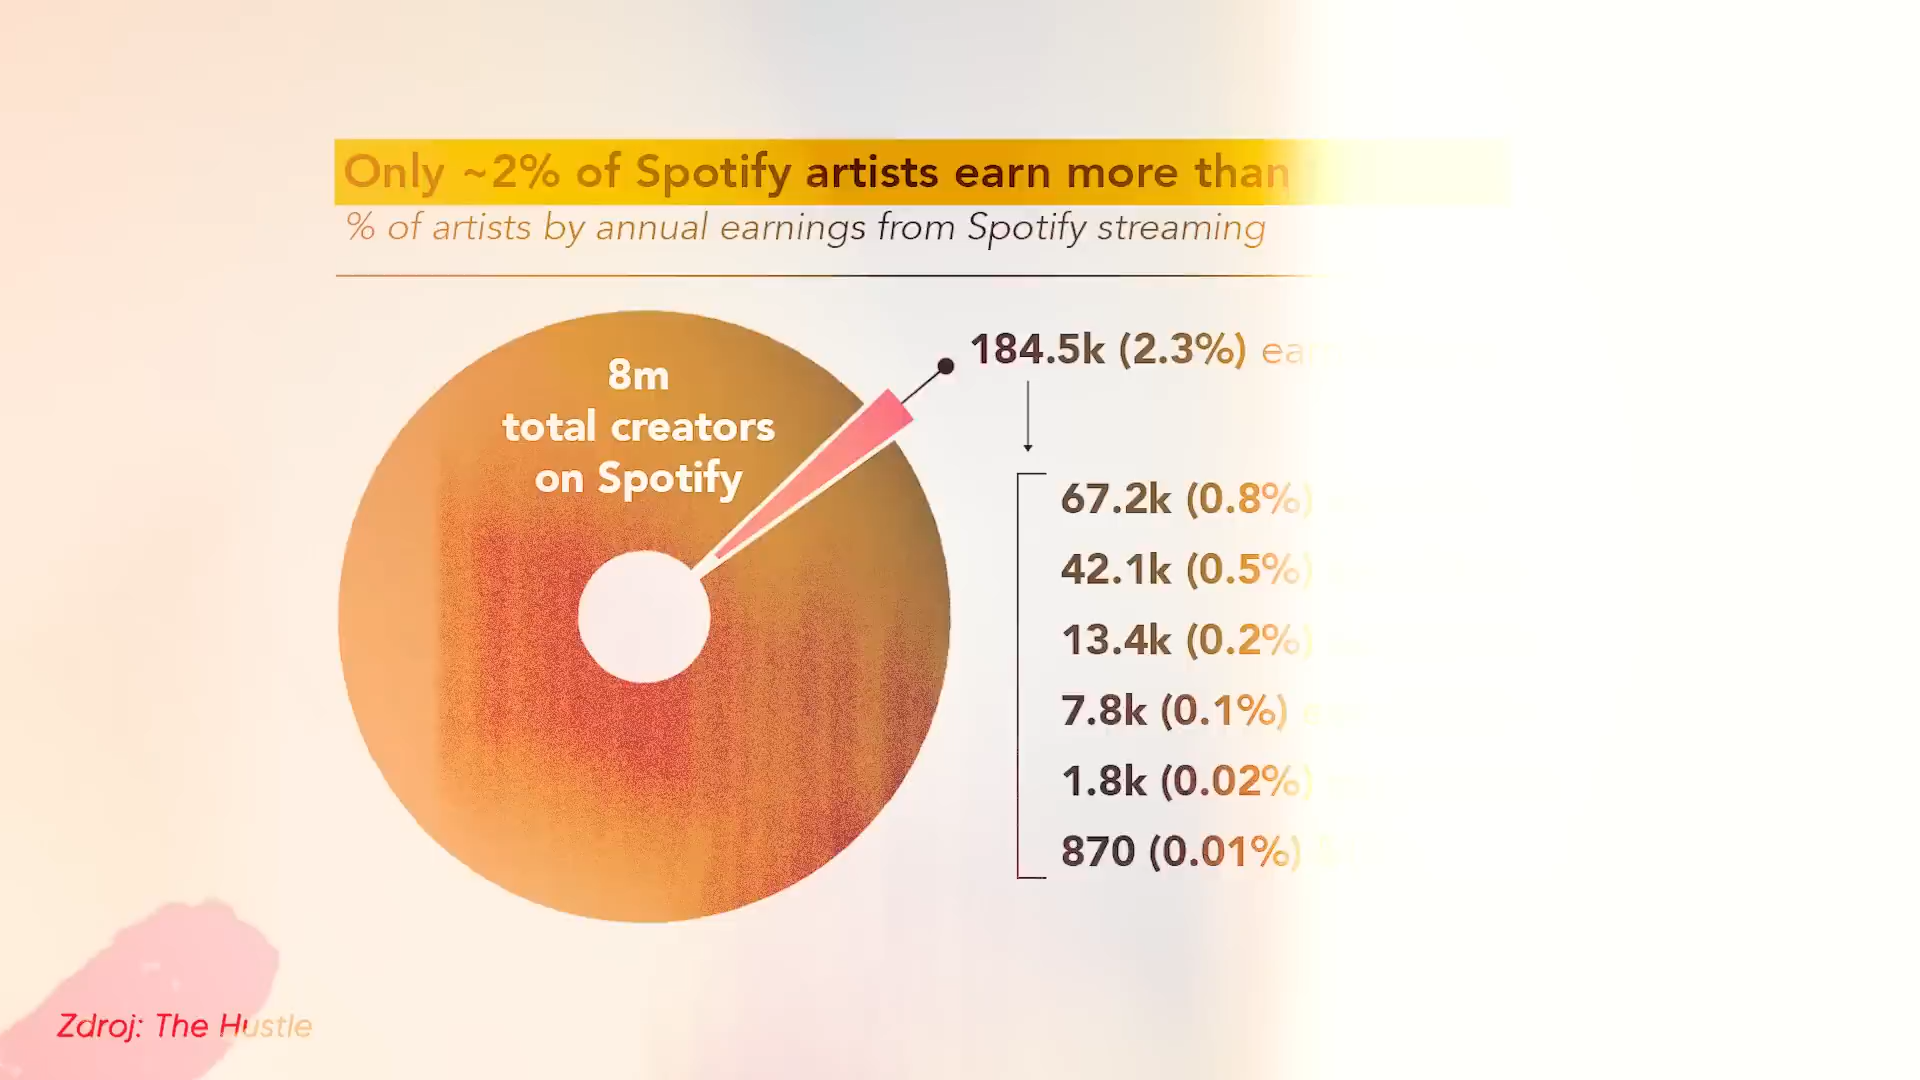 Only ~2% of Spotify artists earn more than
% of artists by annual earnings from Spotify streaming
8m
total creators
on Spotify
184.5k (2.3%)
67.2k (0.8%)
42.1k (0.5%)
13.4k (0.2%)
7.8k (0.1%)
1.8k (0.02%)
870 (0.01%)
Zdroj: The Hustle